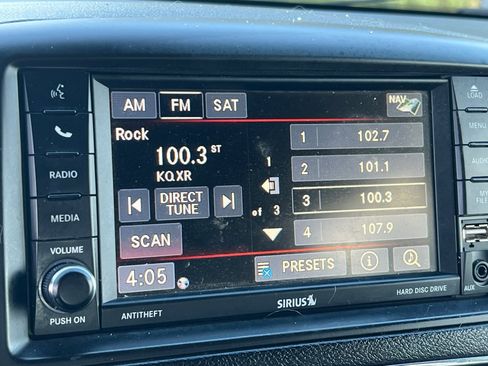 AM FM SAT NAV
LOAD
Rock
100.3 ST
KQXR
DIRECT
TUNE
SCAN
4:05
1
of 3
1 102.7
2 101.1
3 100.3
4 107.9
PRESETS
RADIO
MEDIA
VOLUME
PUSH ON
ANTITHEFT
SIRIUS
HARD DISC DRIVE
MENU
AUDIO
MY
FILES
AUX